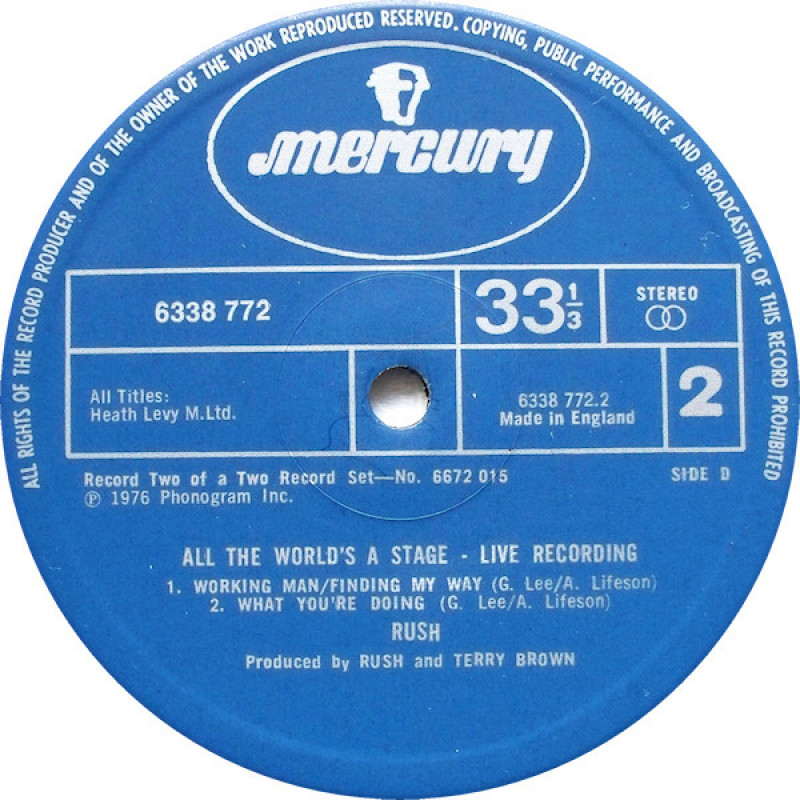 ALL RIGHTS OF THE RECORD PRODUCER AND OF THE OWNER OF THE WORK REPRODUCED RESERVED. COPYING, PUBLIC PERFORMANCE AND BROADCASTING OF THIS RECORD PROHIBITED
mercury
6338 772
33 1/3
STEREO
All Titles:
Heath Levy M.Ltd.
6338 772.2
Made in England
2
Record Two of a Two Record Set—No. 6672 015
SIDE D
℗ 1976 Phonogram Inc.
ALL THE WORLD'S A STAGE - LIVE RECORDING
1. WORKING MAN/FINDING MY WAY (G. Lee/A. Lifeson)
2. WHAT YOU'RE DOING (G. Lee/A. Lifeson)
RUSH
Produced by RUSH and TERRY BROWN